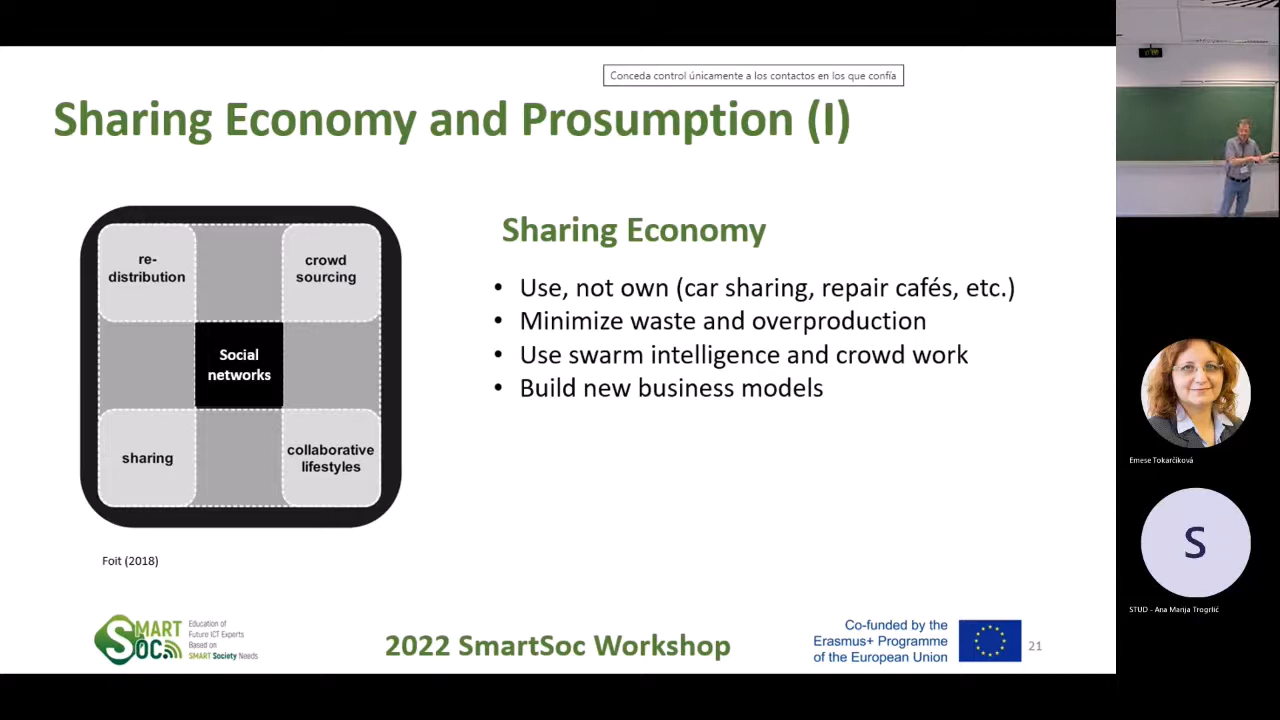 Conceda control únicamente a los contactos en los que confía
Sharing Economy and Prosumption (I)
re-
distribution
crowd
sourcing
Social
networks
sharing
collaborative
lifestyles
Foit (2018)
Sharing Economy
• Use, not own (car sharing, repair cafés, etc.)
• Minimize waste and overproduction
• Use swarm intelligence and crowd work
• Build new business models
SMART
SOC
Education of
Future ICT Experts
Based on
SMART Society Needs
2022 SmartSoc Workshop
Co-funded by the
Erasmus+ Programme
of the European Union
21
Emese Tokarčíková
S
STUD - Ana Marija Trogrlić